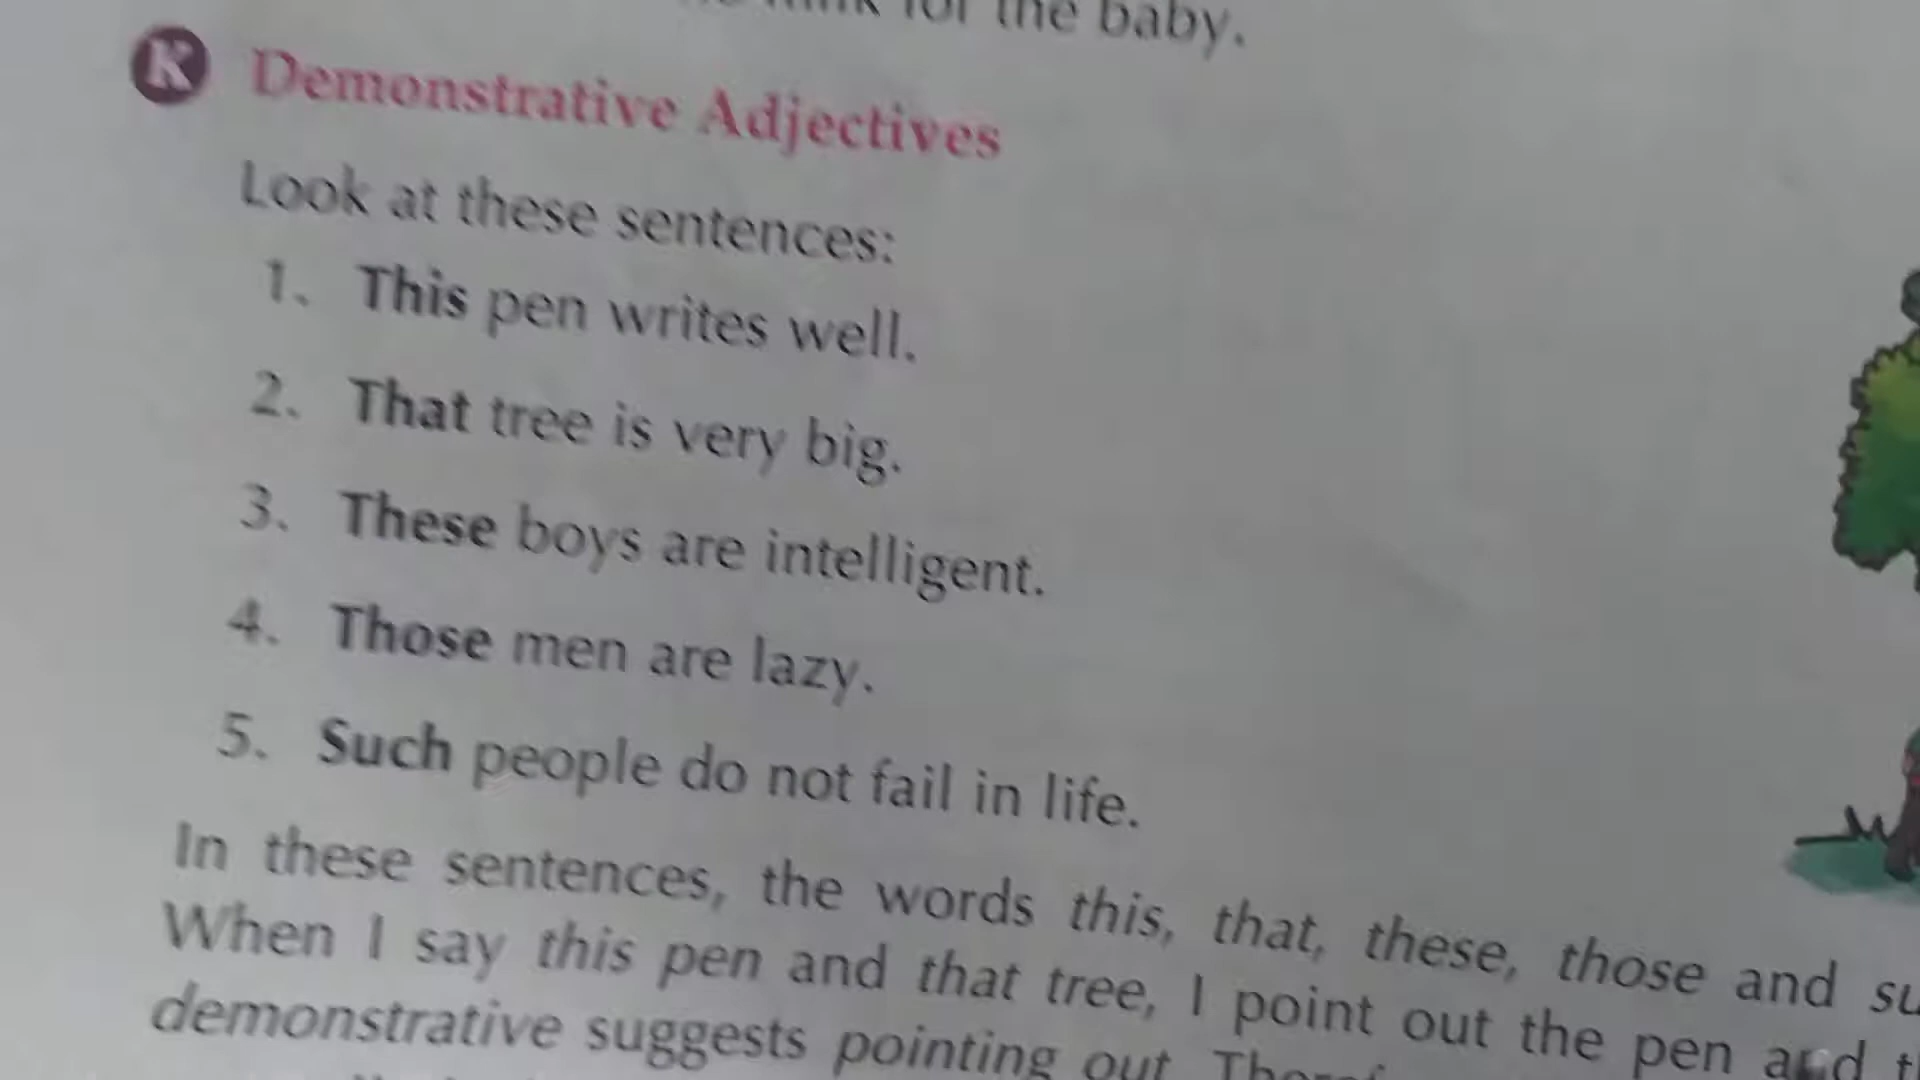 for the baby.
K Demonstrative Adjectives
Look at these sentences:
1. This pen writes well.
2. That tree is very big.
3. These boys are intelligent.
4. Those men are lazy.
5. Such people do not fail in life.
In these sentences, the words this, that, these, those and
When I say this pen and that tree, I point out the pen and
demonstrative suggests pointing out.